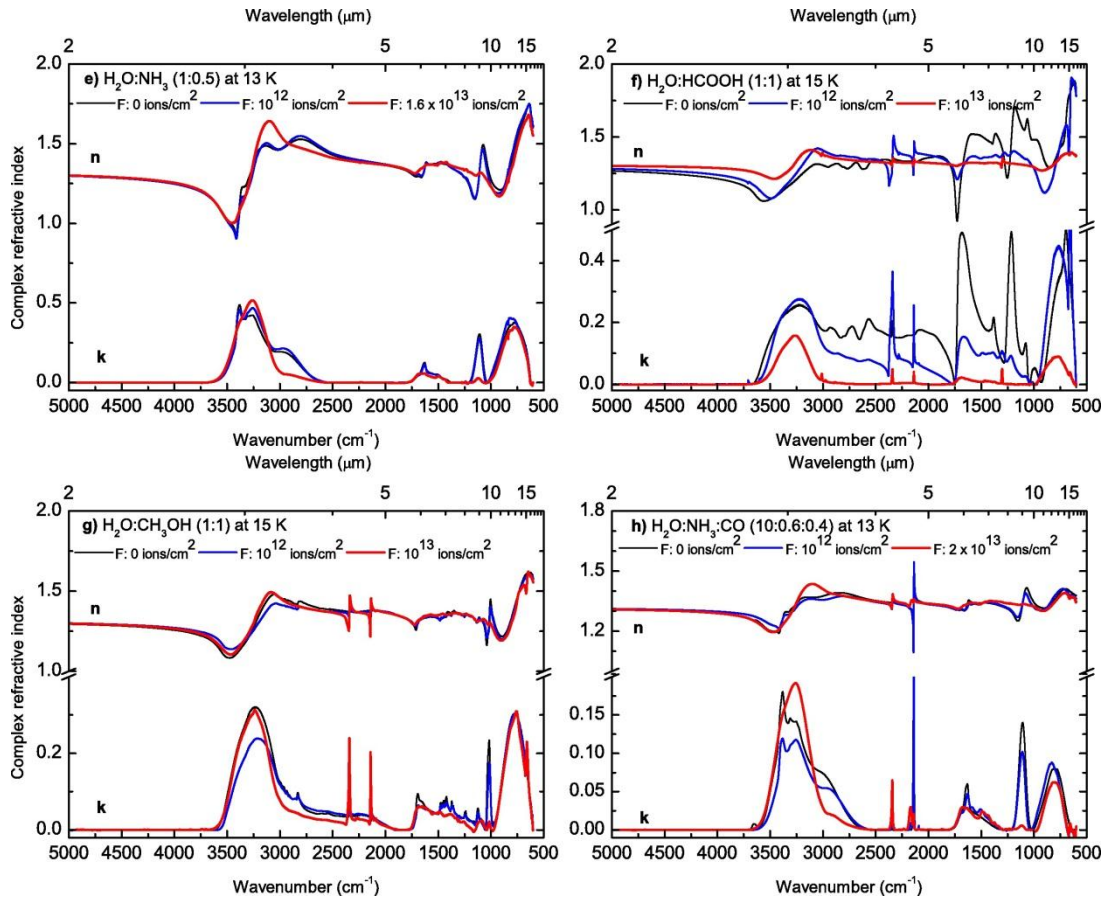 Wavelength (μm)
2 5 10 15
e) H₂O:NH₃ (1:0.5) at 13 K
F: 0 ions/cm² F: 10¹² ions/cm² F: 1.6 x 10¹³ ions/cm²
n
k
2.0
1.5
1.0
0.5
0.0
Complex refractive index
5000 4500 4000 3500 3000 2500 2000 1500 1000 500
Wavenumber (cm⁻¹)
Wavelength (μm)
2 5 10 15
f) H₂O:HCOOH (1:1) at 15 K
F: 0 ions/cm² F: 10¹² ions/cm² F: 10¹³ ions/cm²
n
k
2.0
1.5
1.0
0.4
0.2
0.0
5000 4500 4000 3500 3000 2500 2000 1500 1000 500
Wavenumber (cm⁻¹)
Wavelength (μm)
2 5 10 15
g) H₂O:CH₃OH (1:1) at 15 K
F: 0 ions/cm² F: 10¹² ions/cm² F: 10¹³ ions/cm²
n
k
2.0
1.5
1.0
0.2
0.0
Complex refractive index
5000 4500 4000 3500 3000 2500 2000 1500 1000 500
Wavenumber (cm⁻¹)
Wavelength (μm)
2 5 10 15
h) H₂O:NH₃:CO (10:0.6:0.4) at 13 K
F: 0 ions/cm² F: 10¹² ions/cm² F: 2 x 10¹³ ions/cm²
n
k
1.8
1.5
1.2
0.15
0.10
0.05
0.00
5000 4500 4000 3500 3000 2500 2000 1500 1000 500
Wavenumber (cm⁻¹)